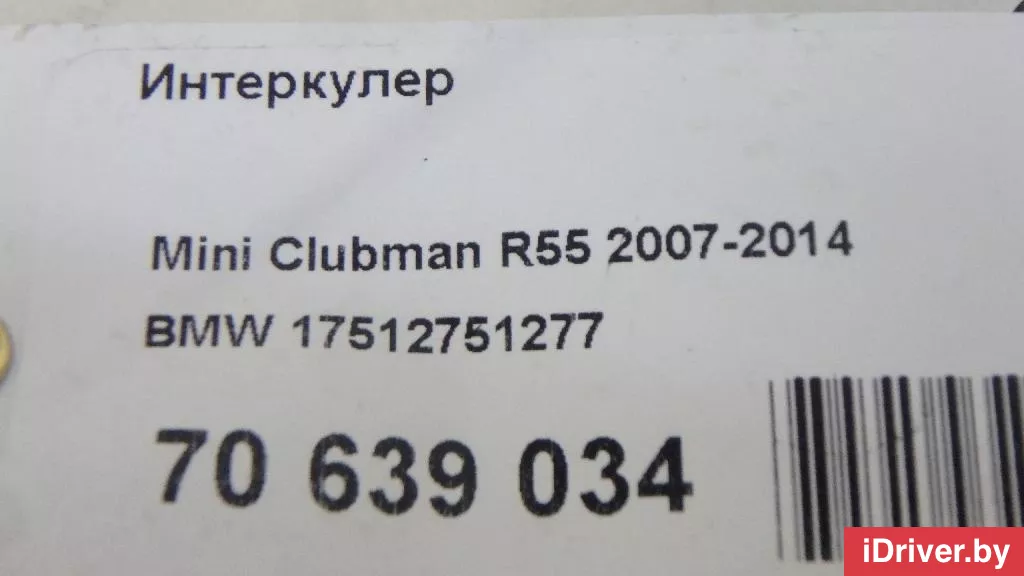 Интеркулер
Mini Clubman R55 2007-2014
BMW 17512751277
70 639 034
iDriver.by